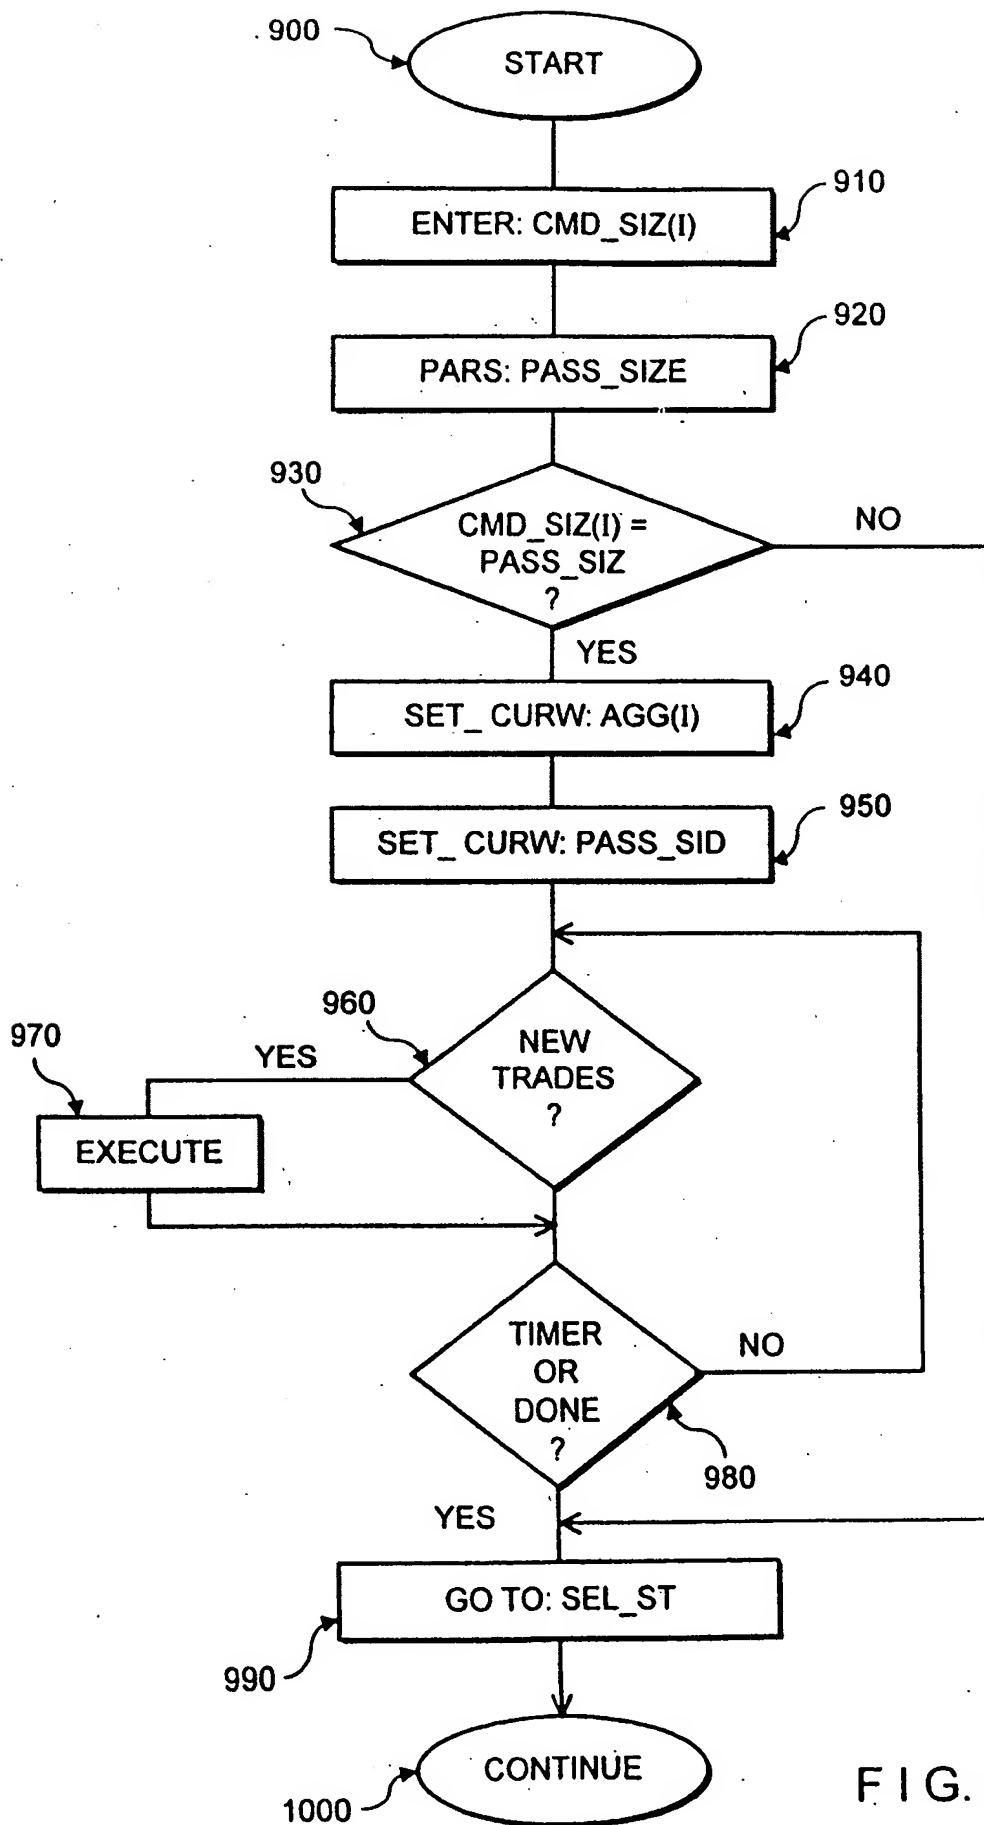 900
START
910
ENTER: CMD_SIZ(I)
920
PARS: PASS_SIZE
930
CMD_SIZ(I) =
PASS_SIZ
?
NO
YES
940
SET_ CURW: AGG(I)
950
SET_ CURW: PASS_SID
960
NEW
TRADES
?
YES
970
EXECUTE
TIMER
OR
DONE
?
NO
980
YES
GO TO: SEL_ST
990
CONTINUE
1000
FIG.